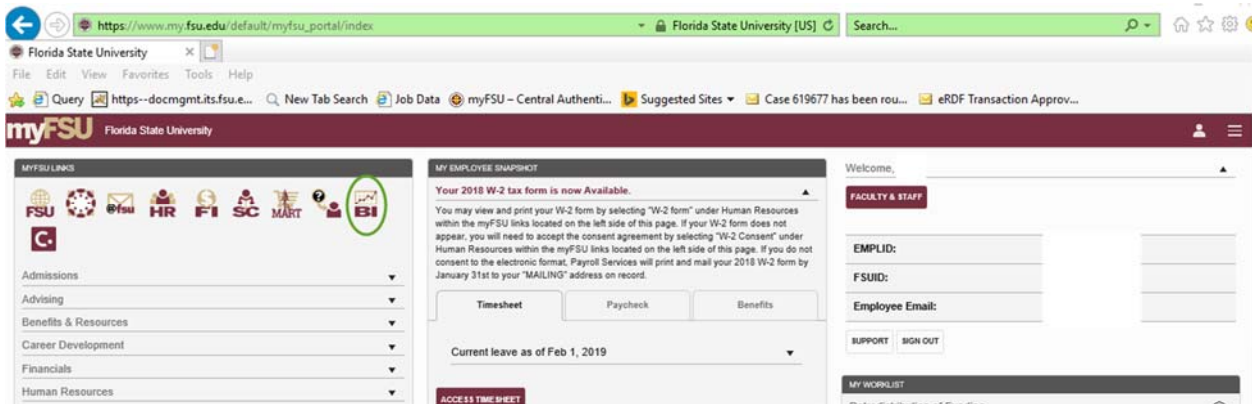 https://www.my.fsu.edu/default/myfsu_portal/index
Florida State University [US]
Search...
Florida State University
File Edit View Favorites Tools Help
Query https--docmgmt.its.fsu.e... New Tab Search Job Data myFSU – Central Authenti... Suggested Sites Case 619677 has been rou... eRDF Transaction Approv...
myFSU Florida State University
MYFSU LINKS
FSU @fsu HR FI SC MART BI
C.
Admissions
Advising
Benefits & Resources
Career Development
Financials
Human Resources
MY EMPLOYEE SNAPSHOT
Your 2018 W-2 tax form is now Available.
You may view and print your W-2 form by selecting "W-2 form" under Human Resources
within the myFSU links located on the left side of this page. If your W-2 form does not
appear, you will need to accept the consent agreement by selecting "W-2 Consent" under
Human Resources within the myFSU links located on the left side of this page. If you do not
consent to the electronic format, Payroll Services will print and mail your 2018 W-2 form by
January 31st to your "MAILING" address on record.
Timesheet Paycheck Benefits
Current leave as of Feb 1, 2019
ACCESS TIMESHEET
Welcome,
FACULTY & STAFF
EMPLID:
FSUID:
Employee Email:
SUPPORT SIGN OUT
MY WORKLIST